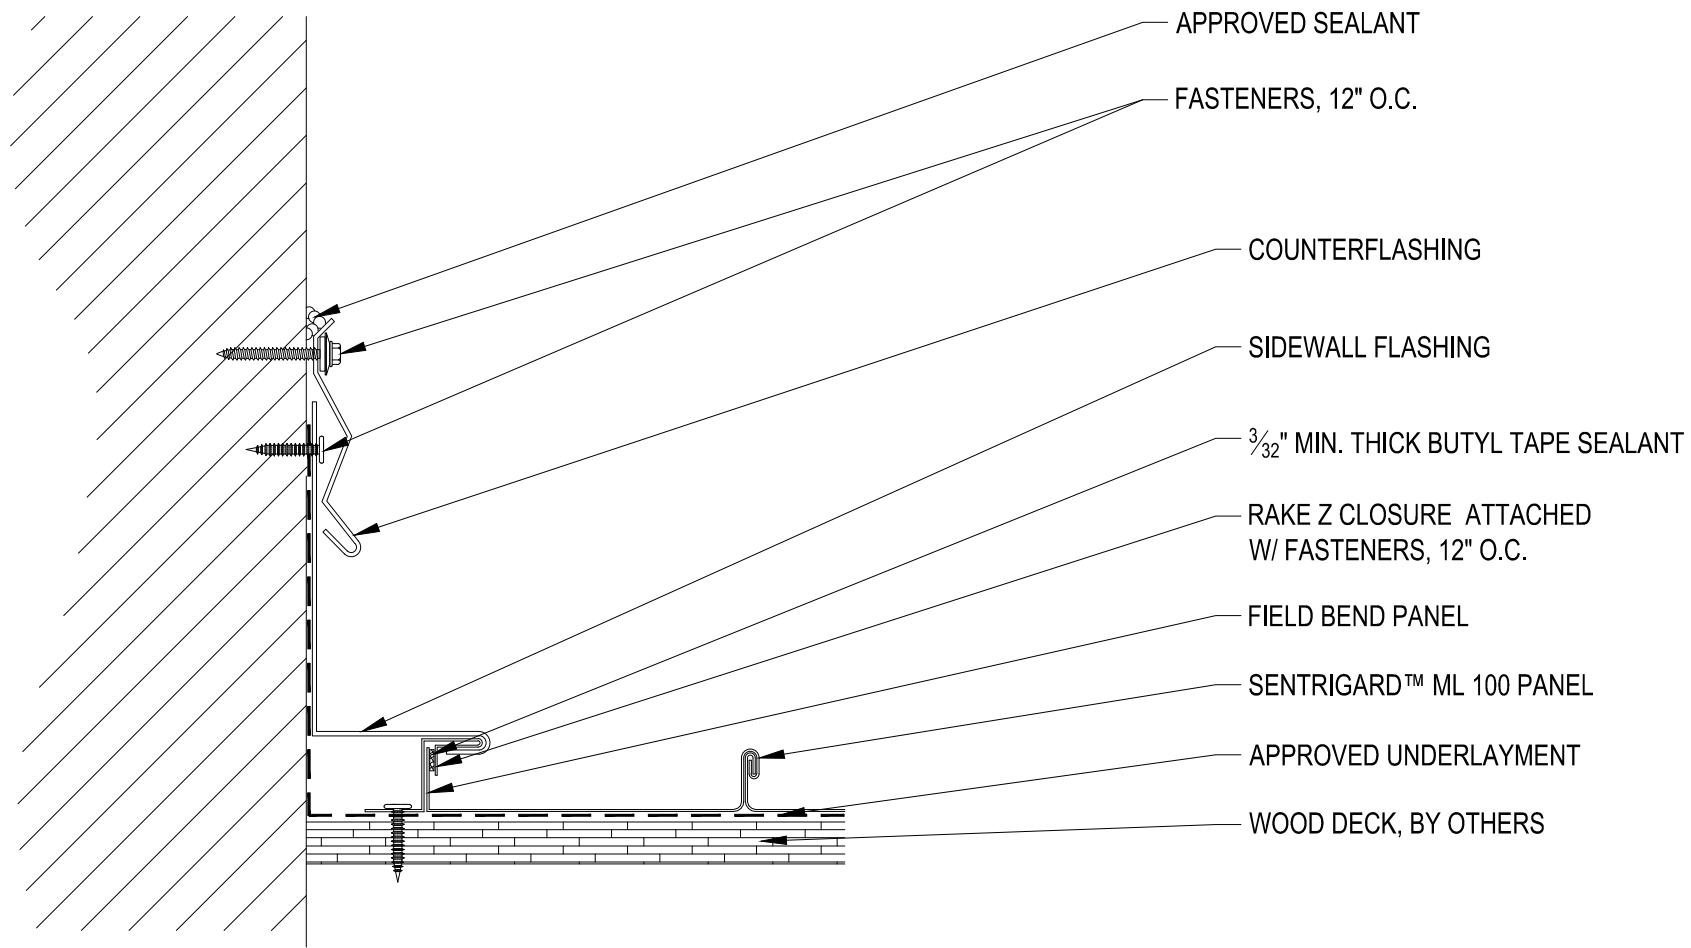 APPROVED SEALANT
FASTENERS, 12" O.C.
COUNTERFLASHING
SIDEWALL FLASHING
3/32" MIN. THICK BUTYL TAPE SEALANT
RAKE Z CLOSURE ATTACHED
W/ FASTENERS, 12" O.C.
FIELD BEND PANEL
SENTRIGARD™ ML 100 PANEL
APPROVED UNDERLAYMENT
WOOD DECK, BY OTHERS